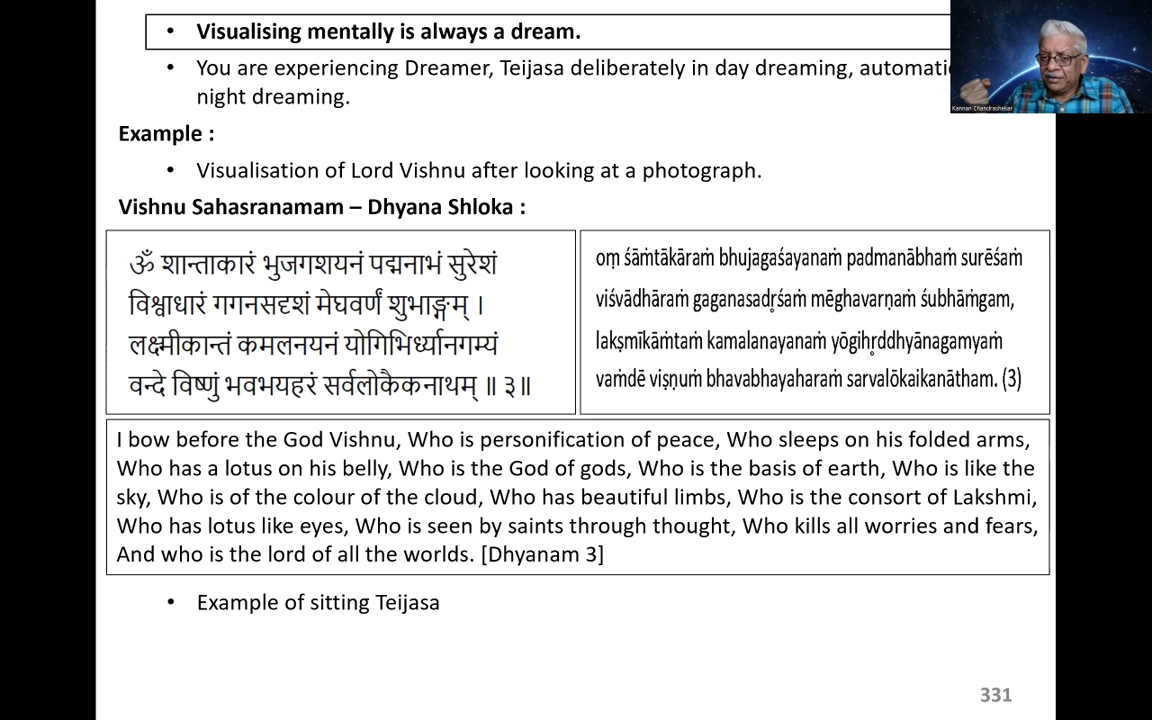 • Visualising mentally is always a dream.
• You are experiencing Dreamer, Teijasa deliberately in day dreaming,
night dreaming.
Example :
• Visualisation of Lord Vishnu after looking at a photograph.
Vishnu Sahasranamam – Dhyana Shloka :
ॐ शान्ताकारं भुजगशयनं पद्मनाभं सुरेशं
विश्वाधारं गगनसदृशं मेघवर्णं शुभाङ्गम् ।
लक्ष्मीकान्तं कमलनयनं योगिभिर्ध्यानगम्यं
वन्दे विष्णुं भवभयहरं सर्वलोकैकनाथम् ॥ ३॥
oṃ śāṁtākāraṁ bhujagaśayanaṁ padmanābhaṁ surēśaṁ
viśvādhāraṁ gaganasadr̥śaṁ mēghavarṇaṁ śubhāṁgam,
lakṣmīkāṁtaṁ kamalanayanaṁ yōgihr̥ddhyānagamyaṁ
vaṁdē viṣṇuṁ bhavabhayaharaṁ sarvalōkaikanātham. (3)
I bow before the God Vishnu, Who is personification of peace, Who sleeps on his folded arms,
Who has a lotus on his belly, Who is the God of gods, Who is the basis of earth, Who is like the
sky, Who is of the colour of the cloud, Who has beautiful limbs, Who is the consort of Lakshmi,
Who has lotus like eyes, Who is seen by saints through thought, Who kills all worries and fears,
And who is the lord of all the worlds. [Dhyanam 3]
• Example of sitting Teijasa
331
Kannan Chandrashekar